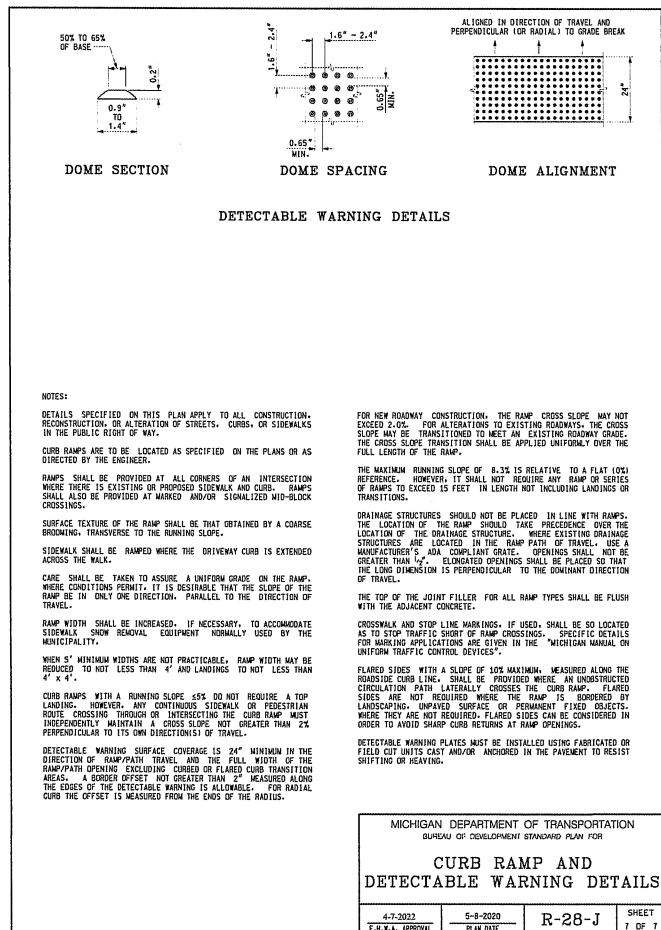 50% TO 65%
OF BASE
0.2"
0.9"
TO
1.4"
DOME SECTION
1.6" - 2.4"
1.6" - 2.4"
0.65"
MIN.
0.65"
MIN.
DOME SPACING
ALIGNED IN DIRECTION OF TRAVEL AND
PERPENDICULAR (OR RADIAL) TO GRADE BREAK
24"
DOME ALIGNMENT
DETECTABLE WARNING DETAILS
NOTES:
DETAILS SPECIFIED ON THIS PLAN APPLY TO ALL CONSTRUCTION,
RECONSTRUCTION, OR ALTERATION OF STREETS, CURBS, OR SIDEWALKS
IN THE PUBLIC RIGHT OF WAY.
CURB RAMPS ARE TO BE LOCATED AS SPECIFIED ON THE PLANS OR AS
DIRECTED BY THE ENGINEER.
RAMPS SHALL BE PROVIDED AT ALL CORNERS OF AN INTERSECTION
WHERE THERE IS EXISTING OR PROPOSED SIDEWALK AND CURB. RAMPS
SHALL ALSO BE PROVIDED AT MARKED AND/OR SIGNALIZED MID-BLOCK
CROSSINGS.
SURFACE TEXTURE OF THE RAMP SHALL BE THAT OBTAINED BY A COARSE
BROOMING, TRANSVERSE TO THE RUNNING SLOPE.
SIDEWALK SHALL BE RAMPED WHERE THE DRIVEWAY CURB IS EXTENDED
ACROSS THE WALK.
CARE SHALL BE TAKEN TO ASSURE A UNIFORM GRADE ON THE RAMP.
WHERE CONDITIONS PERMIT, IT IS DESIRABLE THAT THE SLOPE OF THE
RAMP BE IN ONLY ONE DIRECTION, PARALLEL TO THE DIRECTION OF
TRAVEL.
RAMP WIDTH SHALL BE INCREASED, IF NECESSARY, TO ACCOMMODATE
SIDEWALK SNOW REMOVAL EQUIPMENT NORMALLY USED BY THE
MUNICIPALITY.
WHEN 5' MINIMUM WIDTHS ARE NOT PRACTICABLE, RAMP WIDTH MAY BE
REDUCED TO NOT LESS THAN 4' AND LANDINGS TO NOT LESS THAN
4' x 4'.
CURB RAMPS WITH A RUNNING SLOPE ≤5% DO NOT REQUIRE A TOP
LANDING. HOWEVER, ANY CONTINUOUS SIDEWALK OR PEDESTRIAN
ROUTE CROSSING THROUGH OR INTERSECTING THE CURB RAMP MUST
INDEPENDENTLY MAINTAIN A CROSS SLOPE NOT GREATER THAN 2%
PERPENDICULAR TO ITS OWN DIRECTION(S) OF TRAVEL.
DETECTABLE WARNING SURFACE COVERAGE IS 24" MINIMUM IN THE
DIRECTION OF RAMP/PATH TRAVEL AND THE FULL WIDTH OF THE
RAMP/PATH OPENING EXCLUDING CURBED OR FLARED CURB TRANSITION
AREAS. A BORDER OFFSET NOT GREATER THAN 2" MEASURED ALONG
THE EDGES OF THE DETECTABLE WARNING IS ALLOWABLE. FOR RADIAL
CURB THE OFFSET IS MEASURED FROM THE ENDS OF THE RADIUS.
FOR NEW ROADWAY CONSTRUCTION, THE RAMP CROSS SLOPE MAY NOT
EXCEED 2.0%. FOR ALTERATIONS TO EXISTING ROADWAYS, THE CROSS
SLOPE MAY BE TRANSITIONED TO MEET AN EXISTING ROADWAY GRADE.
THE CROSS SLOPE TRANSITION SHALL BE APPLIED UNIFORMLY OVER THE
FULL LENGTH OF THE RAMP.
THE MAXIMUM RUNNING SLOPE OF 8.3% IS RELATIVE TO A FLAT (0%)
REFERENCE. HOWEVER, IT SHALL NOT REQUIRE ANY RAMP OR SERIES
OF RAMPS TO EXCEED 15 FEET IN LENGTH NOT INCLUDING LANDINGS OR
TRANSITIONS.
DRAINAGE STRUCTURES SHOULD NOT BE PLACED IN LINE WITH RAMPS.
THE LOCATION OF THE RAMP SHOULD TAKE PRECEDENCE OVER THE
LOCATION OF THE DRAINAGE STRUCTURE. WHERE EXISTING DRAINAGE
STRUCTURES ARE LOCATED IN THE RAMP PATH OF TRAVEL, USE A
MANUFACTURER'S ADA COMPLIANT GRATE. OPENINGS SHALL NOT BE
GREATER THAN ½". ELONGATED OPENINGS SHALL BE PLACED SO THAT
THE LONG DIMENSION IS PERPENDICULAR TO THE DOMINANT DIRECTION
OF TRAVEL.
THE TOP OF THE JOINT FILLER FOR ALL RAMP TYPES SHALL BE FLUSH
WITH THE ADJACENT CONCRETE.
CROSSWALK AND STOP LINE MARKINGS, IF USED, SHALL BE SO LOCATED
AS TO STOP TRAFFIC SHORT OF RAMP CROSSINGS. SPECIFIC DETAILS
FOR MARKING APPLICATIONS ARE GIVEN IN THE "MICHIGAN MANUAL ON
UNIFORM TRAFFIC CONTROL DEVICES".
FLARED SIDES WITH A SLOPE OF 10% MAXIMUM, MEASURED ALONG THE
ROADSIDE CURB LINE, SHALL BE PROVIDED WHERE AN UNOBSTRUCTED
CIRCULATION PATH LATERALLY CROSSES THE CURB RAMP. FLARED
SIDES ARE NOT REQUIRED WHERE THE RAMP IS BORDERED BY
LANDSCAPING, UNPAVED SURFACE OR PERMANENT FIXED OBJECTS.
WHERE THEY ARE NOT REQUIRED, FLARED SIDES CAN BE CONSIDERED IN
ORDER TO AVOID SHARP CURB RETURNS AT RAMP OPENINGS.
DETECTABLE WARNING PLATES MUST BE INSTALLED USING FABRICATED OR
FIELD CUT UNITS CAST AND/OR ANCHORED IN THE PAVEMENT TO RESIST
SHIFTING OR HEAVING.
MICHIGAN DEPARTMENT OF TRANSPORTATION
BUREAU OF DEVELOPMENT STANDARD PLAN FOR
CURB RAMP AND
DETECTABLE WARNING DETAILS
4-7-2022
F.H.W.A. APPROVAL
5-8-2020
PLAN DATE
R-28-J
SHEET
7 OF 7